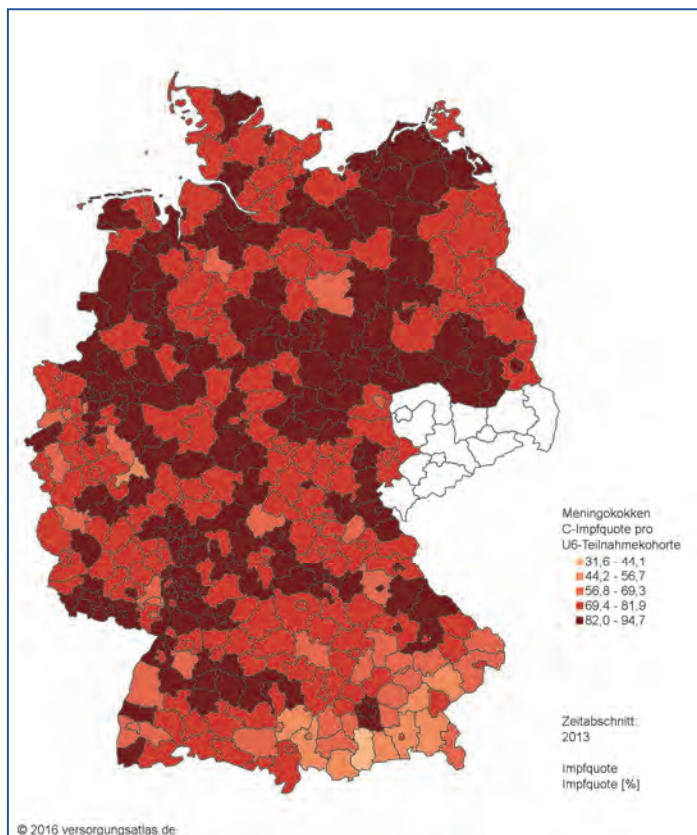 Meningokokken
C-Impfquote pro
U6-Teilnahmekohorte
31,6 - 44,1
44,2 - 56,7
56,8 - 69,3
69,4 - 81,9
82,0 - 94,7
Zeitabschnitt:
2013
Impfquote
Impfquote [%]
© 2016 versorgungsatlas.de